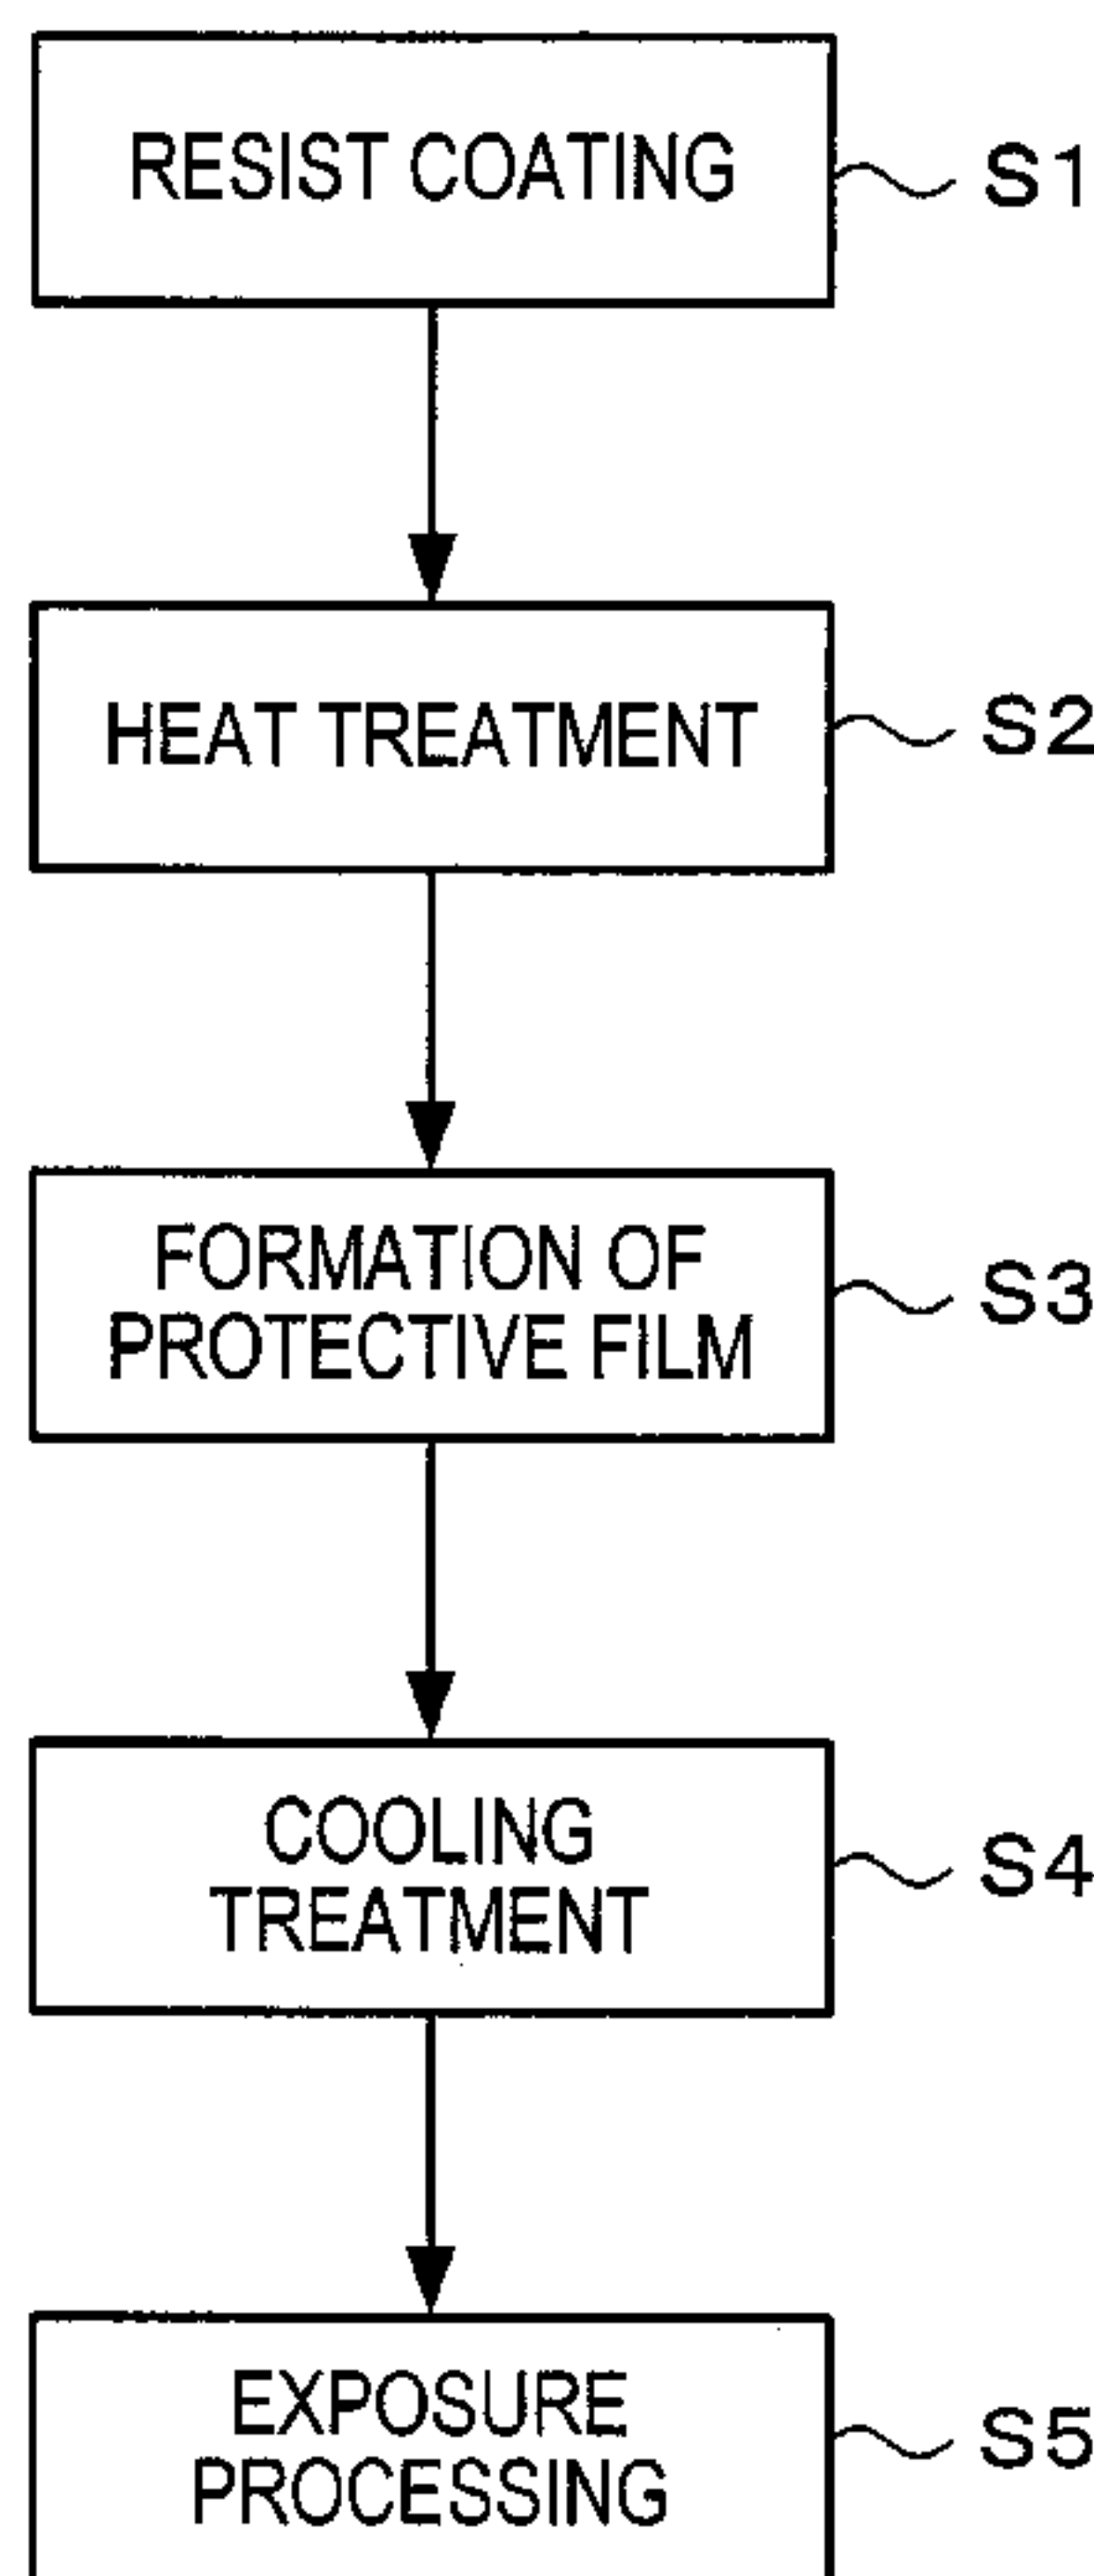 RESIST COATING
S1
HEAT TREATMENT
S2
FORMATION OF
PROTECTIVE FILM
S3
COOLING
TREATMENT
S4
EXPOSURE
PROCESSING
S5